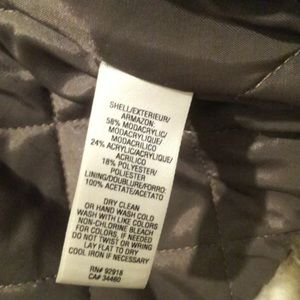 SHELL/EXTERIEUR/
ARMAZON:
58% MODACRYLIC/
MODACRYLIQUE/
MODACRILICO
24% ACRYLIC/ACRYLIQUE/
ACRILICO
18% POLYESTER/
POLIESTER
LINING/DOUBLURE/FORRO:
100% ACETATE/ACETATO
DRY CLEAN
OR HAND WASH COLD
WASH WITH LIKE COLORS
NON-CHLORINE BLEACH
FOR COLORS, IF NEEDED
DO NOT TWIST OR WRING
LAY FLAT TO DRY
COOL IRON IF NECESSARY
RN# 92918
CA# 34460